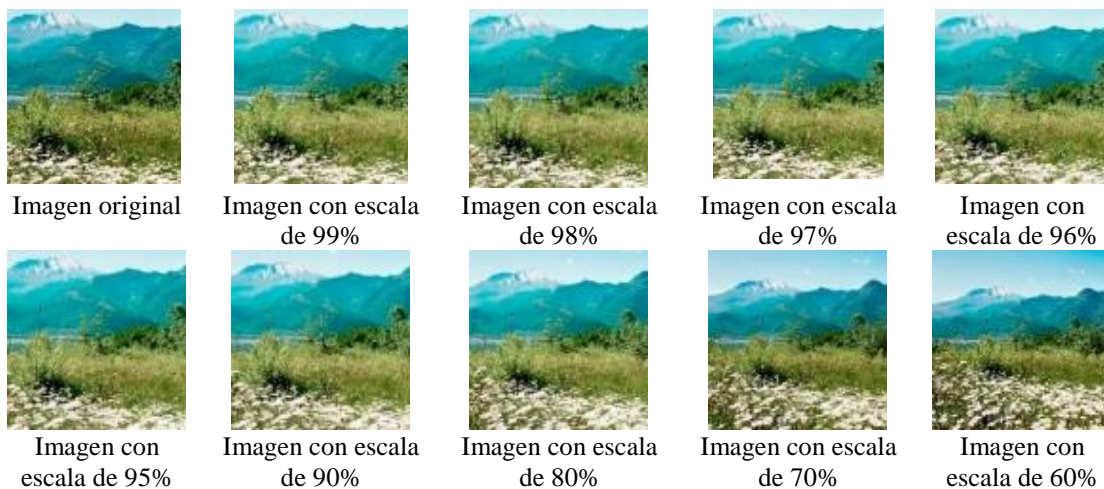 Imagen original
Imagen con escala de 99%
Imagen con escala de 98%
Imagen con escala de 97%
Imagen con escala de 96%
Imagen con escala de 95%
Imagen con escala de 90%
Imagen con escala de 80%
Imagen con escala de 70%
Imagen con escala de 60%